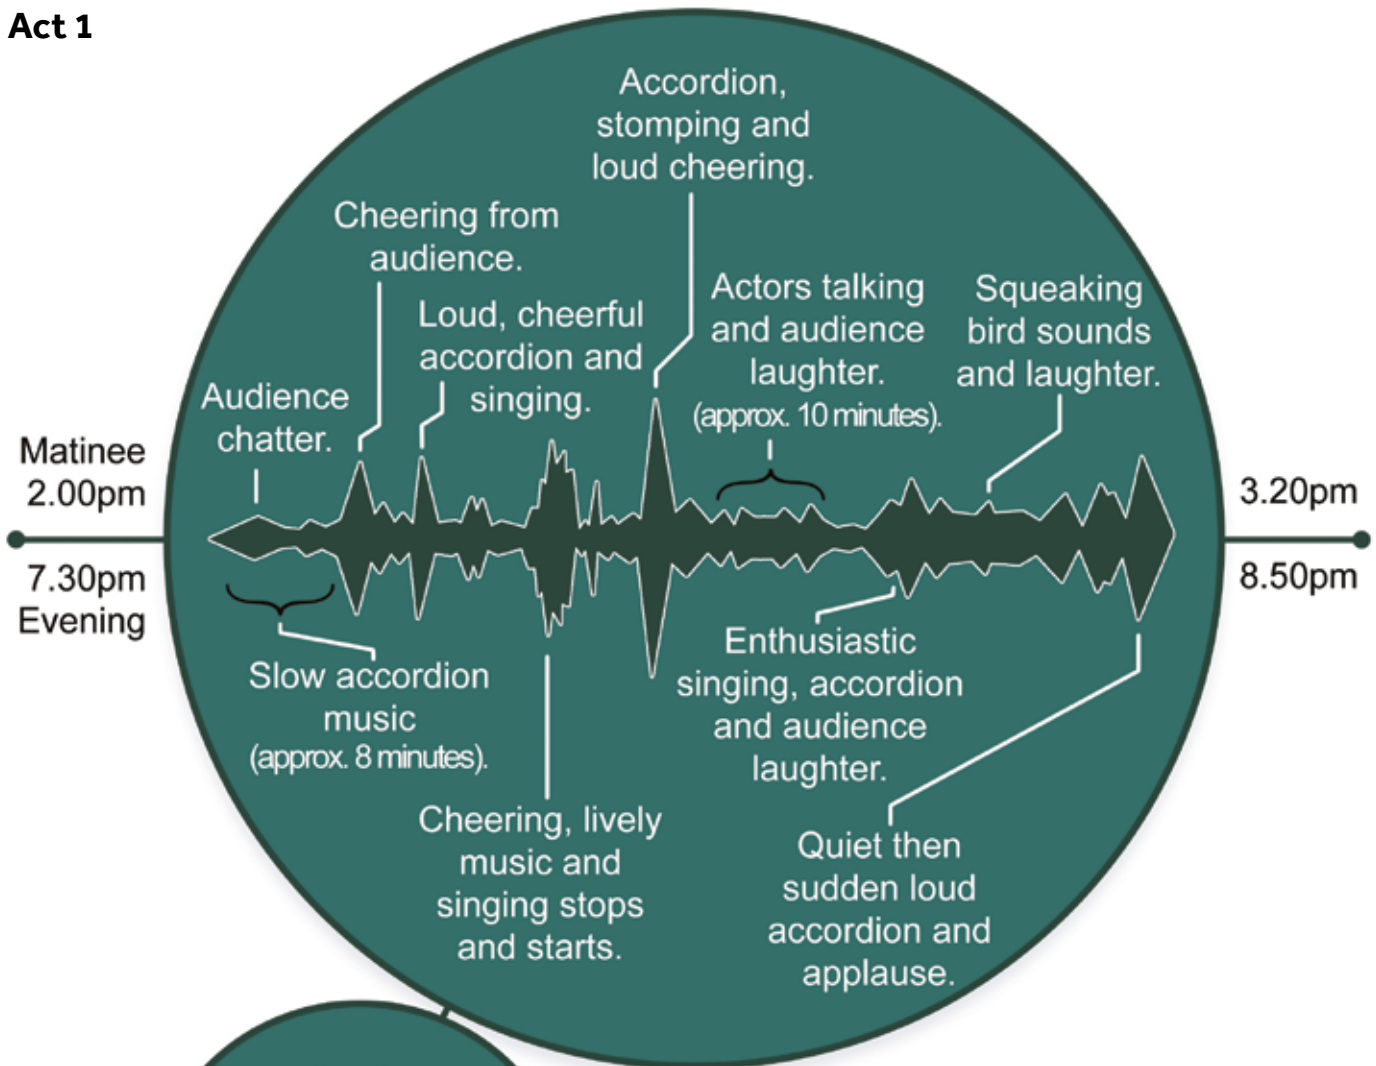 Act 1
Accordion,
stomping and
loud cheering.
Cheering from
audience.
Loud, cheerful
accordion and
singing.
Actors talking
and audience
laughter.
(approx. 10 minutes).
Squeaking
bird sounds
and laughter.
Audience
chatter.
Matinee
2.00pm
7.30pm
Evening
3.20pm
8.50pm
Slow accordion
music
(approx. 8 minutes).
Cheering, lively
music and
singing stops
and starts.
Enthusiastic
singing, accordion
and audience
laughter.
Quiet then
sudden loud
accordion and
applause.